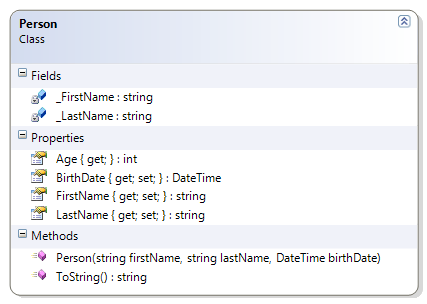 Person
Class
Fields
_FirstName : string
_LastName : string
Properties
Age { get; } : int
BirthDate { get; set; } : DateTime
FirstName { get; set; } : string
LastName { get; set; } : string
Methods
Person(string firstName, string lastName, DateTime birthDate)
ToString() : string